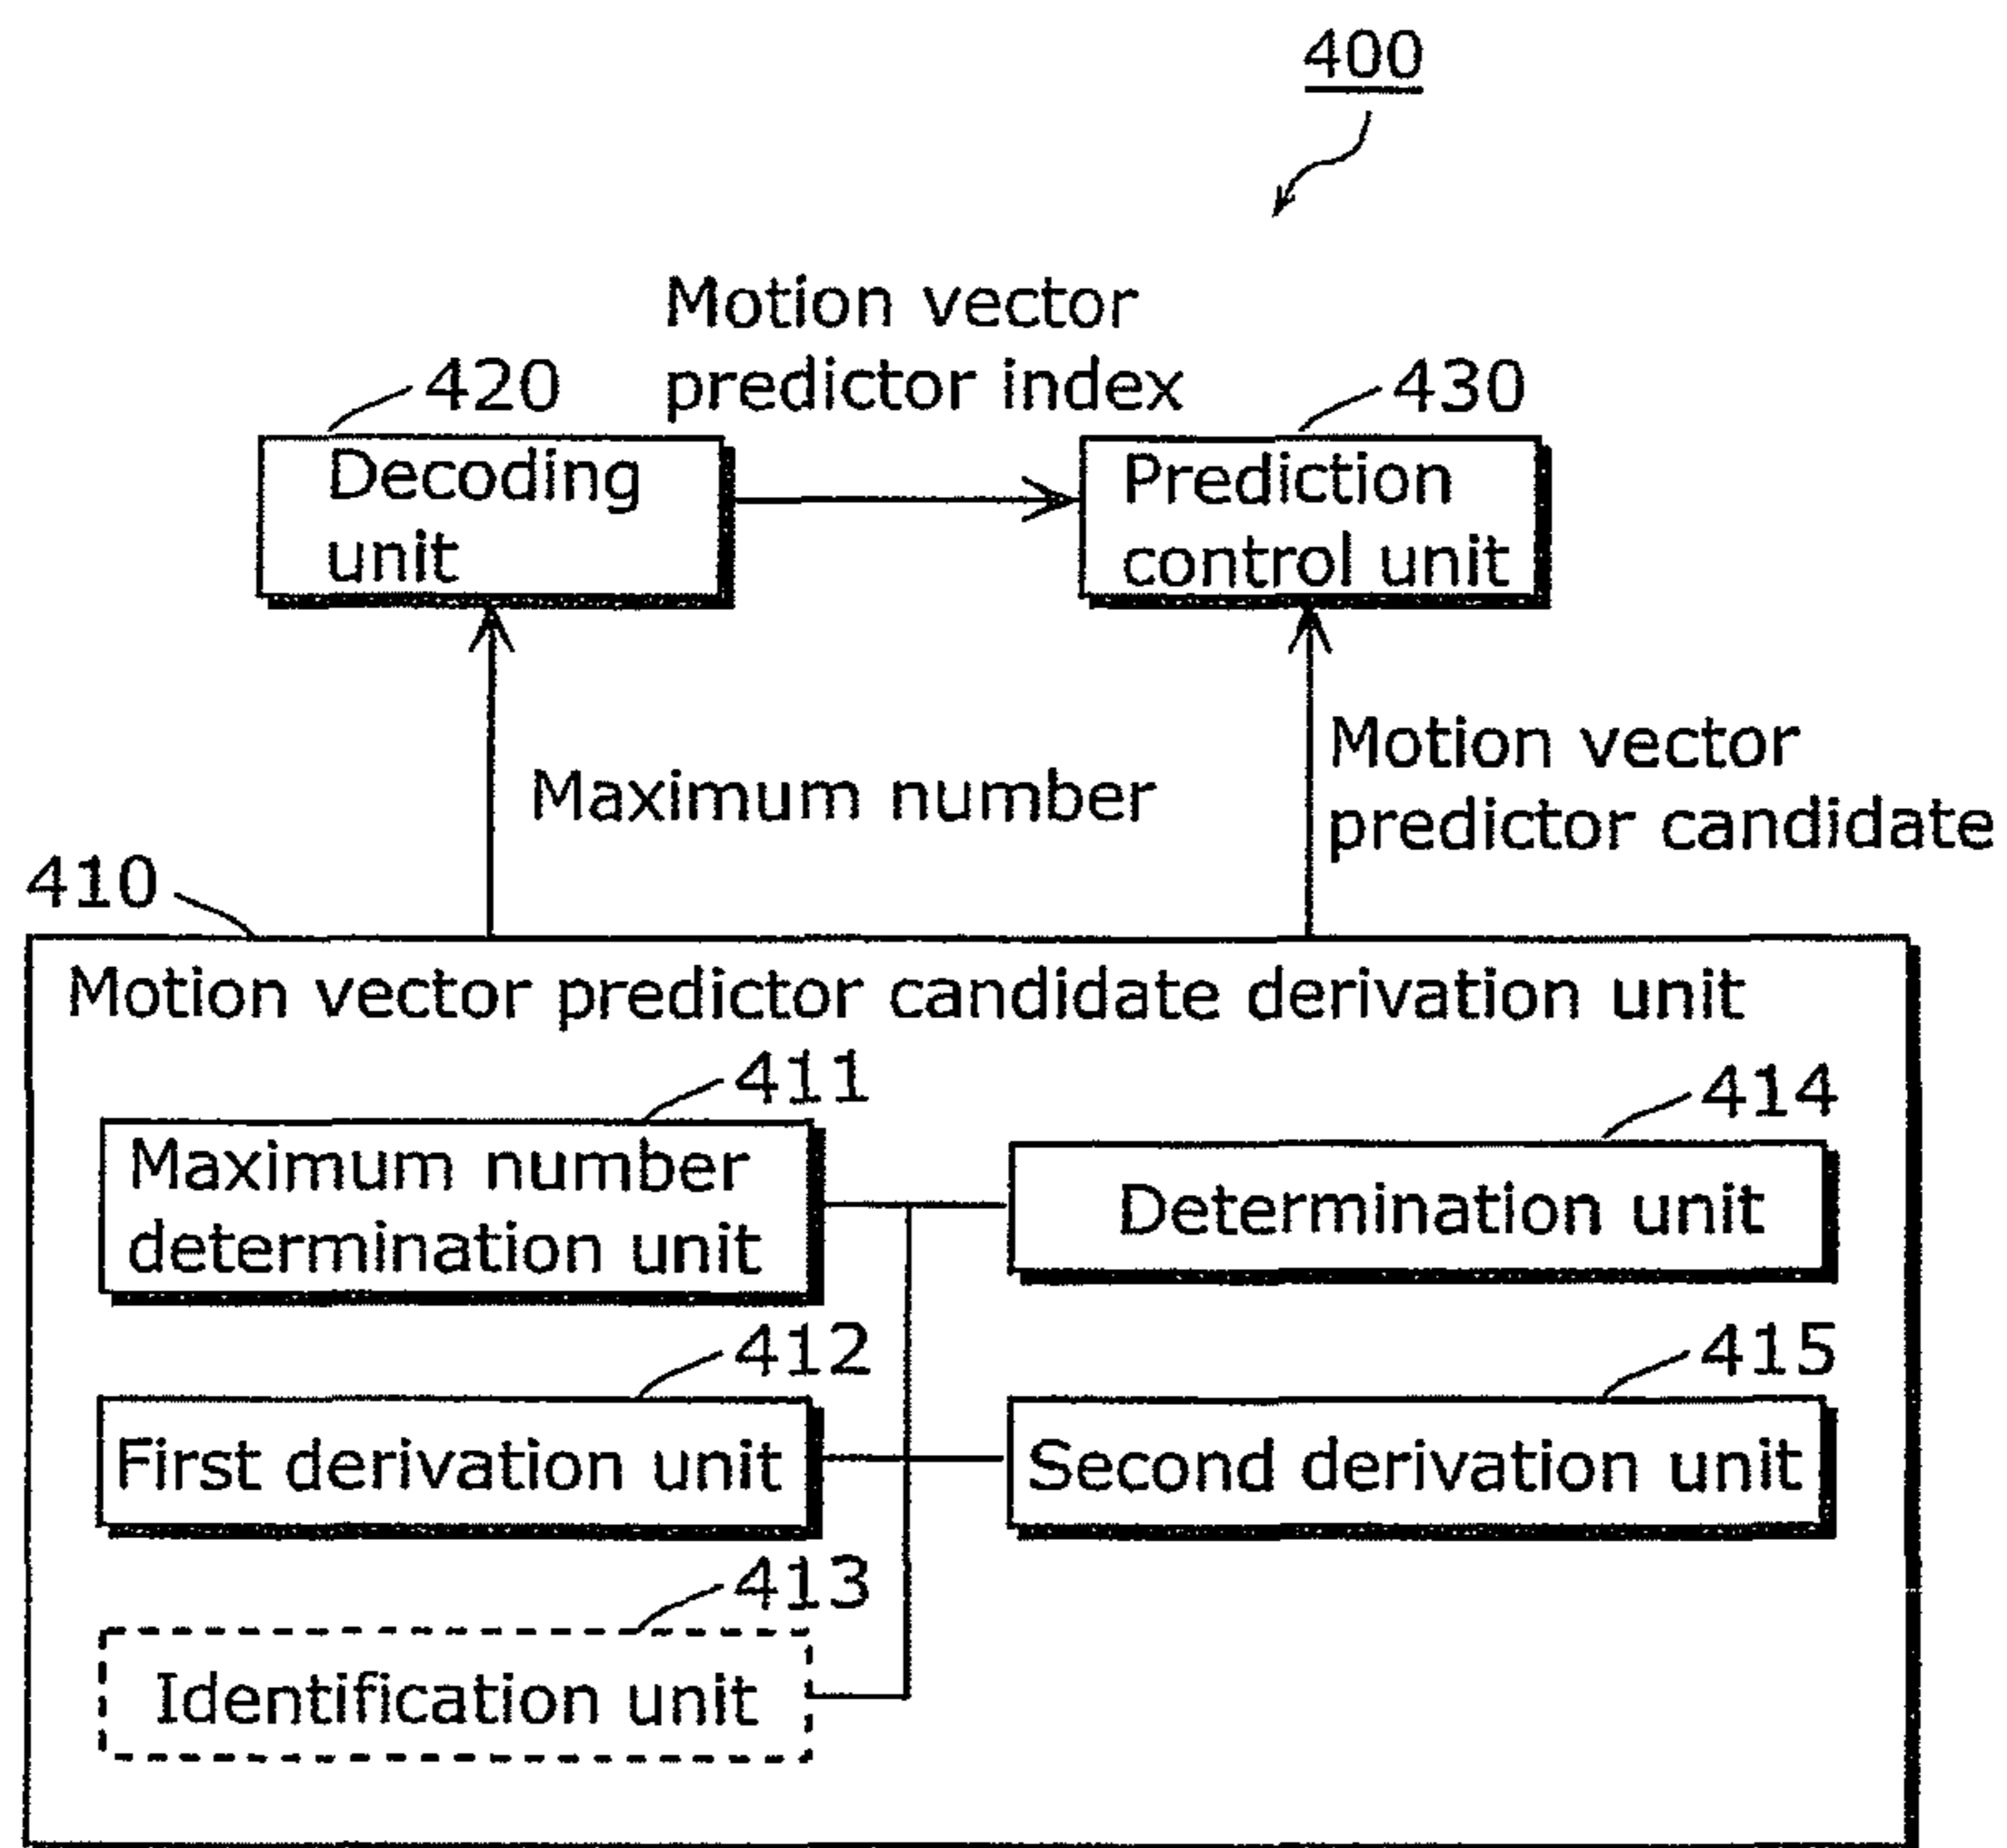 400
Motion vector
predictor index
420
430
Decoding
unit
Prediction
control unit
Maximum number
Motion vector
predictor candidate
410
Motion vector predictor candidate derivation unit
411
414
Maximum number
determination unit
Determination unit
412
415
First derivation unit
Second derivation unit
413
Identification unit